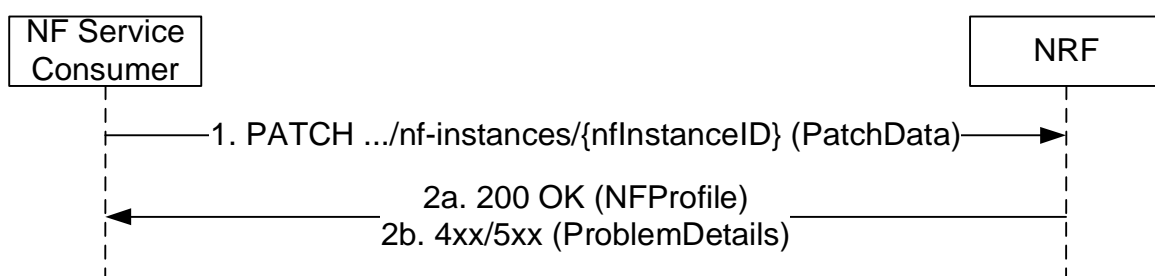 NF Service
Consumer
NRF
1. PATCH .../nf-instances/{nfInstanceID} (PatchData)
2a. 200 OK (NFProfile)
2b. 4xx/5xx (ProblemDetails)